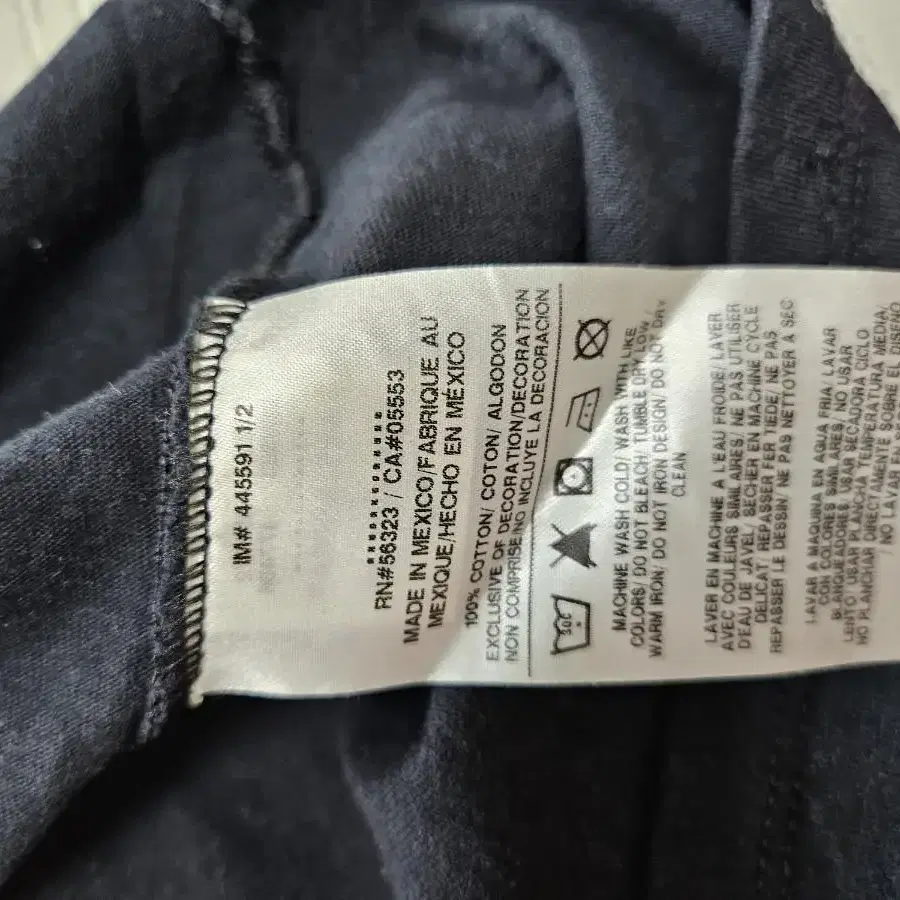 IM# 445591 1/2
RN#56323 / CA#05553
MADE IN MEXICO/FABRIQUE AU
MEXIQUE/HECHO EN MÉXICO
100% COTTON/ COTON/ ALGODON
EXCLUSIVE OF DECORATION/DECORATION
NON COMPRISE/NO INCLUYE LA DECORACION
MACHINE WASH COLD/ WASH WITH LIKE
COLORS/ DO NOT BLEACH/ TUMBLE DRY LOW/
WARM IRON/ DO NOT IRON DESIGN/ DO NOT DRY
CLEAN
LAVER EN MACHINE A L'EAU FROIDE/ LAVER
AVEC COULEURS SIMILAIRES/ NE PAS UTILISER
D'EAU DE JAVEL/ SECHER EN MACHINE CYCLE
DELICAT/ REPASSER FER TIEDE/ NE PAS
REPASSER LE DESSIN/ NE PAS NETTOYER A SEC
LAVAR A MAQUINA EN AGUA FRIA LAVAR
CON COLORES SIMILARES/ NO USAR
BLANQUEADORES/ USAR SECADORA CICLO
LENTO/ USAR PLANCHA TEMPERATURA MEDIA/
NO PLANCHAR DIRECTAMENTE SOBRE EL DISEÑO
/ NO LAVAR EN